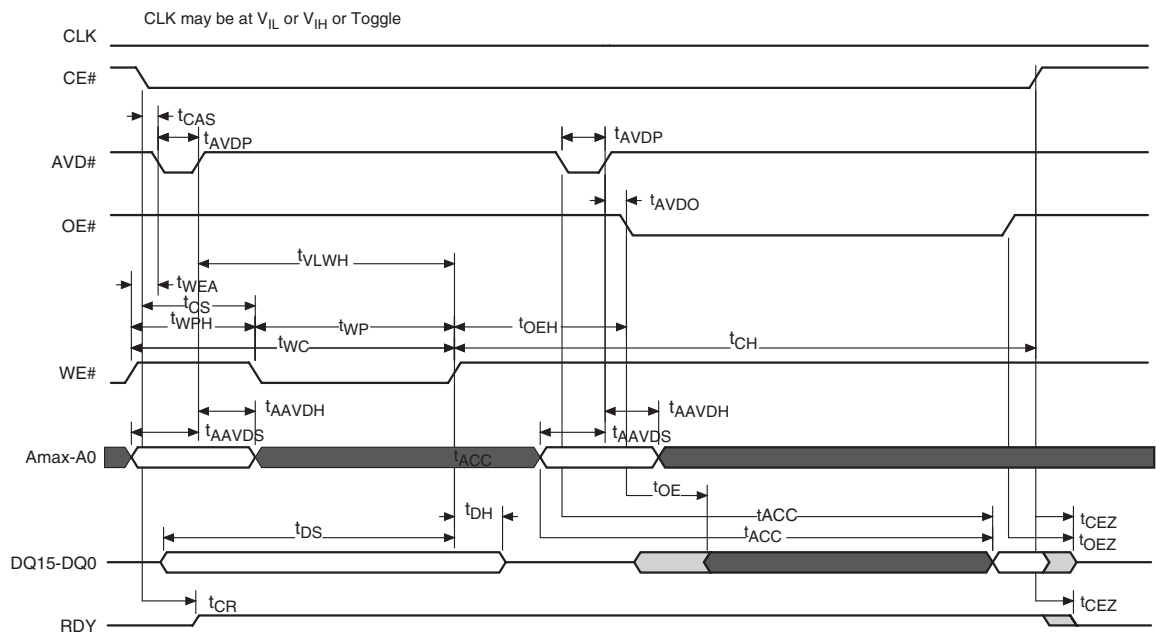 CLK may be at VIL or VIH or Toggle
CLK
CE#
tCAS
tAVDP
tAVDP
AVD#
tAVDO
OE#
tVLWH
tWEA
tCS
tWPH
tWP
tOEH
tWC
tCH
WE#
tAAVDH
tAAVDH
tAAVDS
tAAVDS
Amax-A0
tACC
tOE
tDH
tACC
tCEZ
tDS
tACC
tOEZ
DQ15-DQ0
tCR
tCEZ
RDY